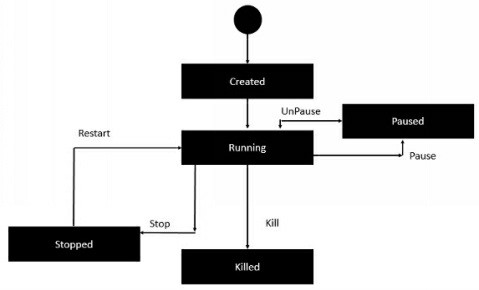 Created
UnPause
Paused
Restart
Running
Pause
Stop
Kill
Stopped
Killed